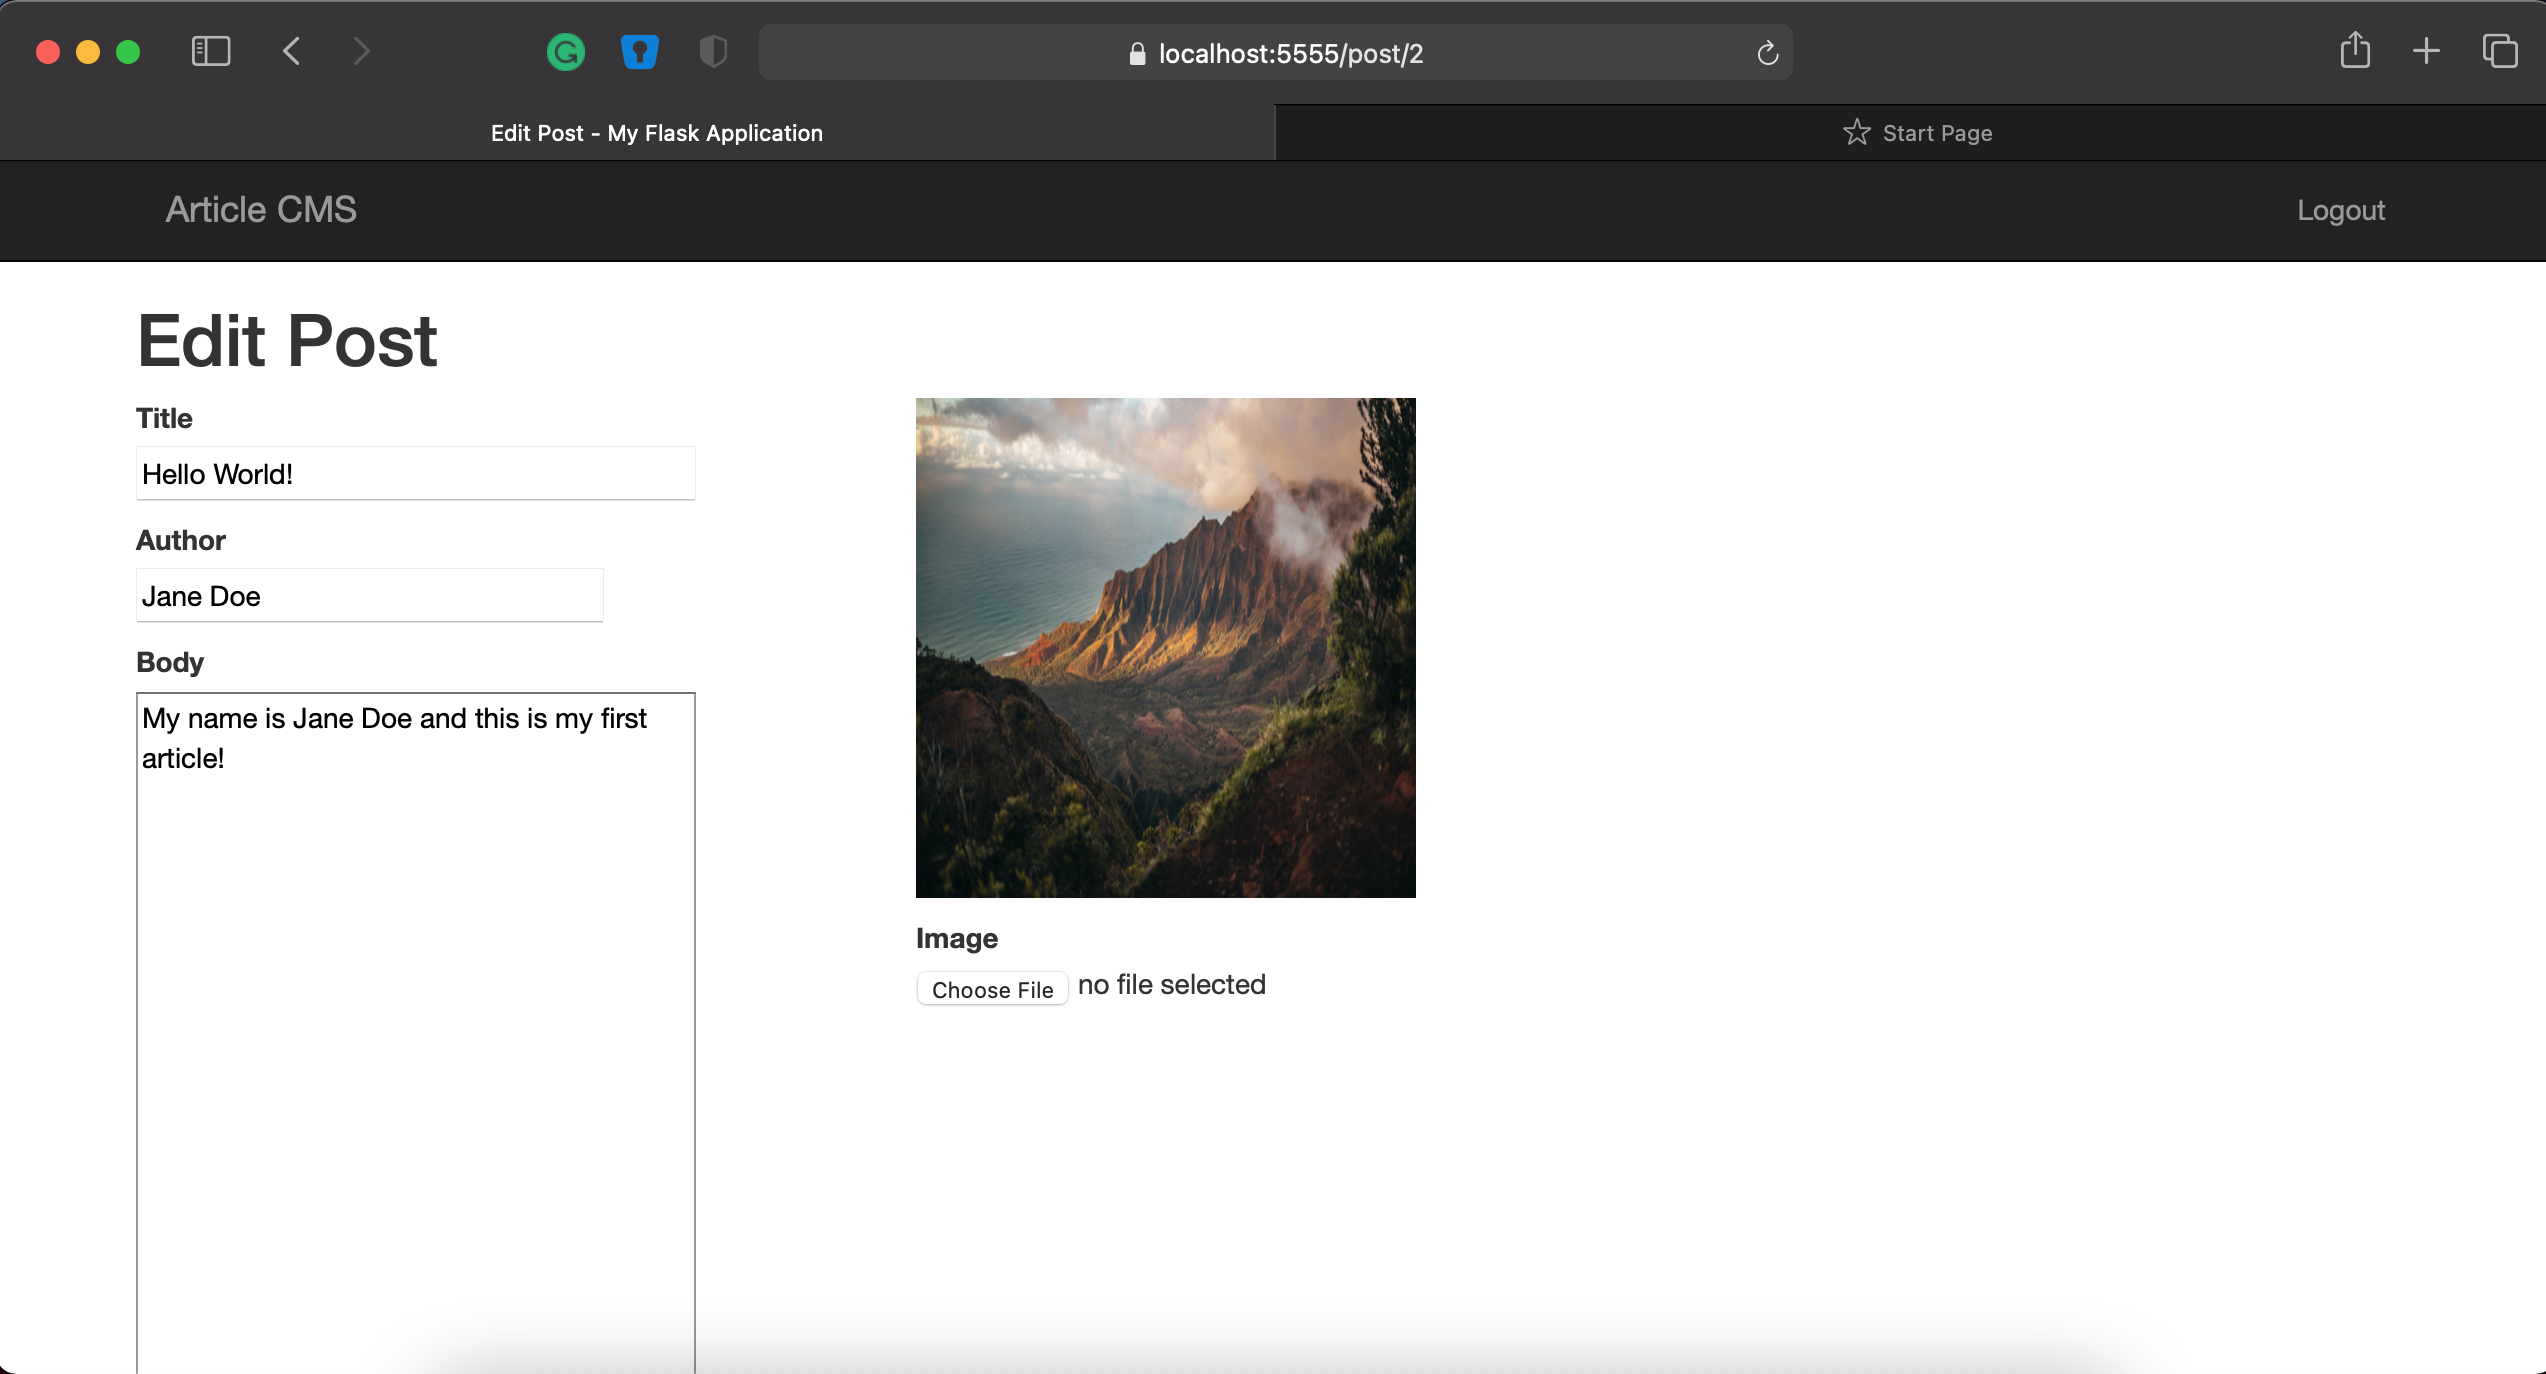 localhost:5555/post/2
Edit Post - My Flask Application
Start Page
Article CMS
Logout
Edit Post
Title
Hello World!
Author
Jane Doe
Body
My name is Jane Doe and this is my first
article!
Image
Choose File no file selected